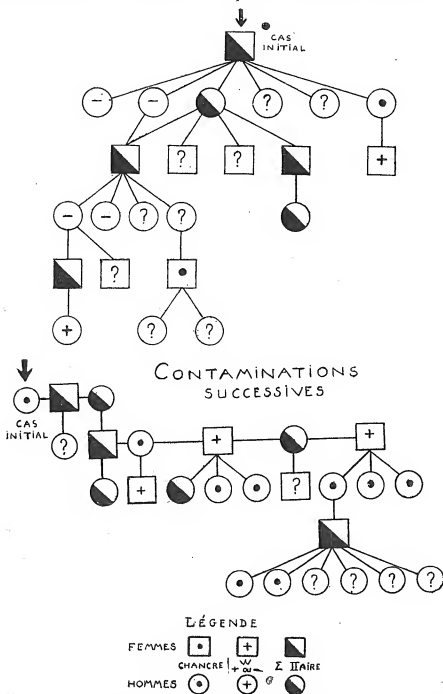 CAS
INITIAL
- - ? ? 
? ? +
- - ? ?
?
+ ? ?
CONTAMINATIONS
SUCCESSIVES
CAS
INITIAL
?
+ +
+ ?
? ? ? ?
LÉGENDE
FEMMES + Σ IIAIRE
CHANCRE
HOMMES +